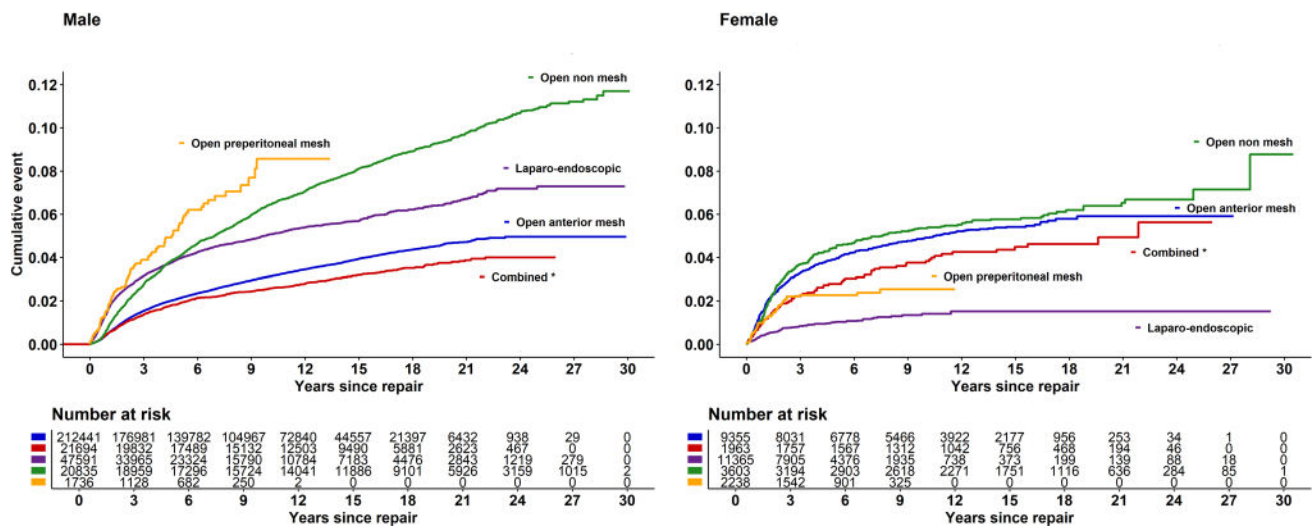 Male
Cumulative event
0.12
0.10
0.08
0.06
0.04
0.02
0.00
Open non mesh
Open preperitoneal mesh
Laparo-endoscopic
Open anterior mesh
Combined *
0 3 6 9 12 15 18 21 24 27 30
Years since repair
Number at risk
212441 176981 139782 104967 72840 44557 21397 6432 938 29 0
21694 19832 17489 15132 12503 9490 5881 2623 467 0 0
47591 33965 23324 15790 10784 7183 4476 2843 1219 279 0
20835 18959 17296 15724 14041 11886 9101 5926 3159 1015 2
1736 1128 682 250 2 0 0 0 0 0 0
0 3 6 9 12 15 18 21 24 27 30
Years since repair
Female
0.12
0.10
0.08
0.06
0.04
0.02
0.00
Open non mesh
Open anterior mesh
Combined *
Open preperitoneal mesh
Laparo-endoscopic
0 3 6 9 12 15 18 21 24 27 30
Years since repair
Number at risk
9355 8031 6778 5466 3922 2177 956 253 34 1 0
1963 1757 1567 1312 1042 756 468 194 46 0 0
11365 7905 4376 1935 738 373 199 139 88 18 0
3603 3194 2903 2618 2271 1751 1116 636 284 85 1
2238 1542 901 325 0 0 0 0 0 0 0
0 3 6 9 12 15 18 21 24 27 30
Years since repair